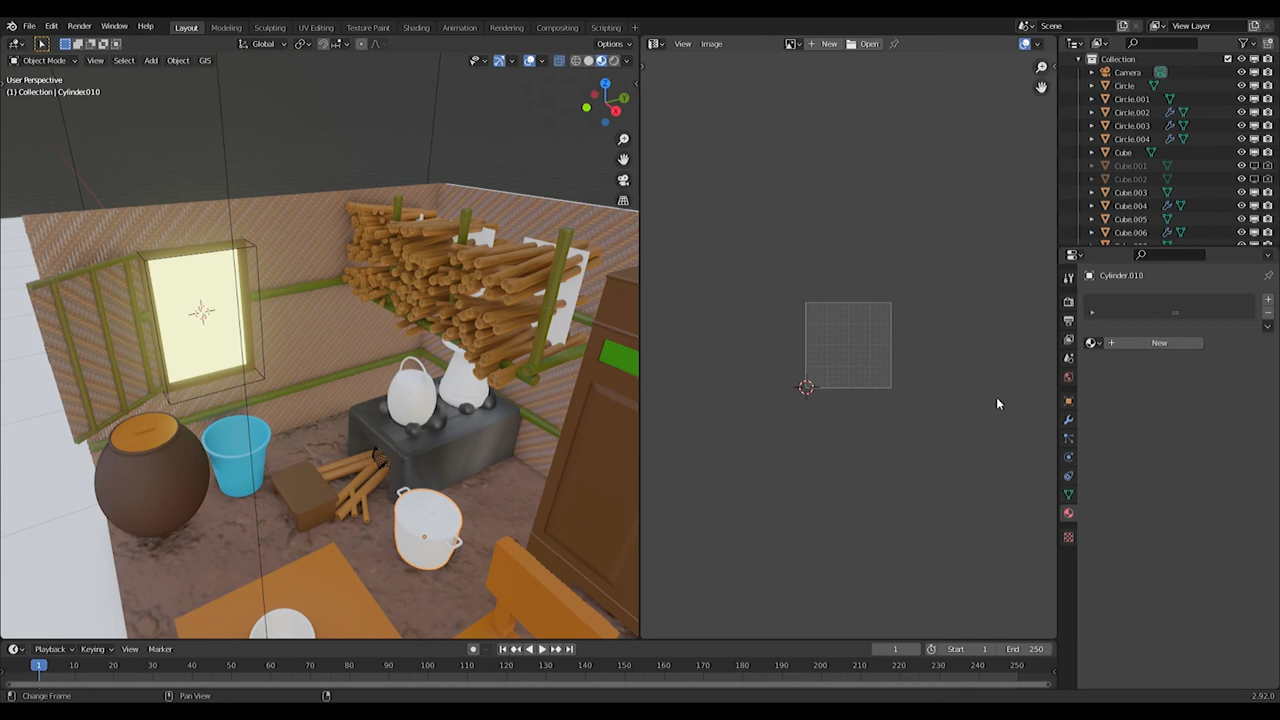 File Edit Render Window Help Layout Modeling Sculpting UV Editing Texture Paint Shading Animation Rendering Compositing Scripting + Scene View Layer
Global Options View Image + New Open
Object Mode View Select Add Object GIS
User Perspective
(1) Collection | Cylinder.010
Z
Y
X
Collection
Camera
Circle
Circle.001
Circle.002
Circle.003
Circle.004
Cube
Cube.001
Cube.002
Cube.003
Cube.004
Cube.005
Cube.006
Cylinder.010
+ New
Playback Keying View Marker 1 Start 1 End 250
1 10 20 30 40 50 60 70 80 90 100 110 120 130 140 150 160 170 180 190 200 210 220 230 240 250
Change Frame Pan View 2.92.0